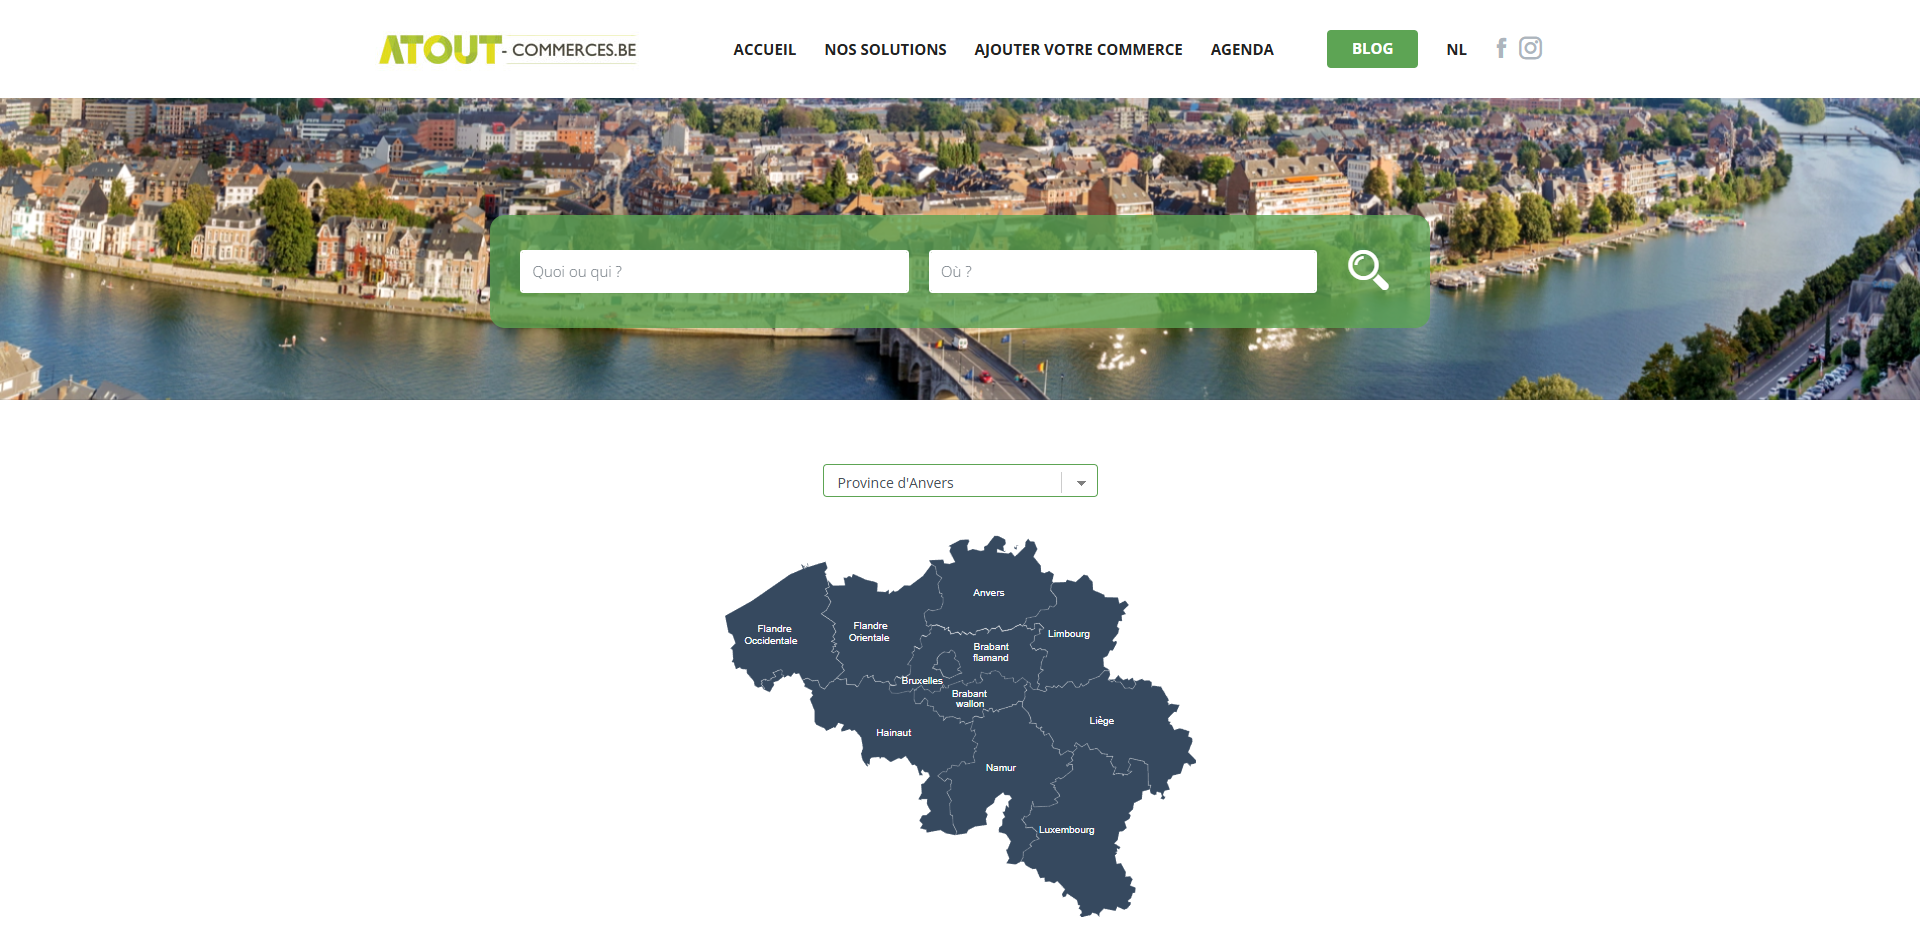 ATOUT - COMMERCES.BE
ACCUEIL NOS SOLUTIONS AJOUTER VOTRE COMMERCE AGENDA BLOG NL
Quoi ou qui ? Où ?
Province d'Anvers
Anvers
Flandre
Occidentale
Flandre
Orientale
Limbourg
Brabant
flamand
Bruxelles
Brabant
wallon
Liège
Hainaut
Namur
Luxembourg